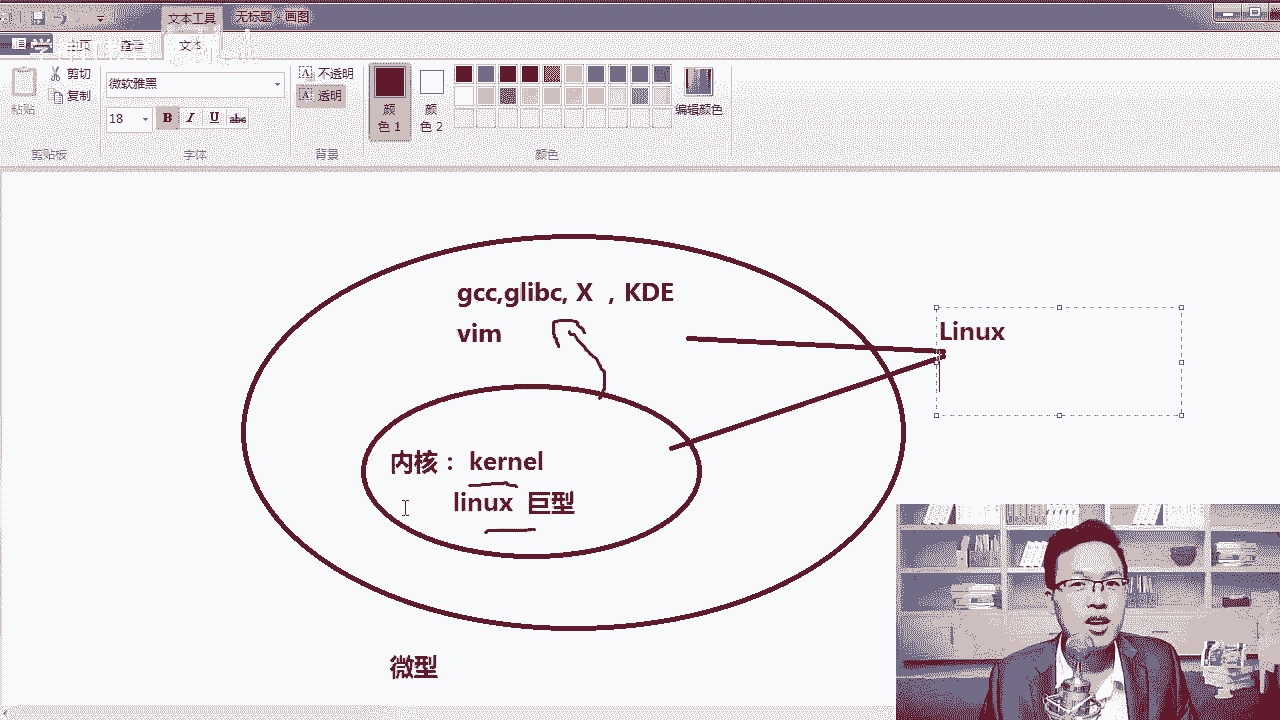 文本工具 无标题 画图
主页 查看 文本
粘贴
剪切
复制
剪贴板
微软雅黑
18 B I U abc
字体
A 不透明
A 透明
背景
颜色 1
颜色 2
编辑颜色
颜色
gcc,glibc, X ，KDE
vim
内核： kernel
linux 巨型
Linux
微型